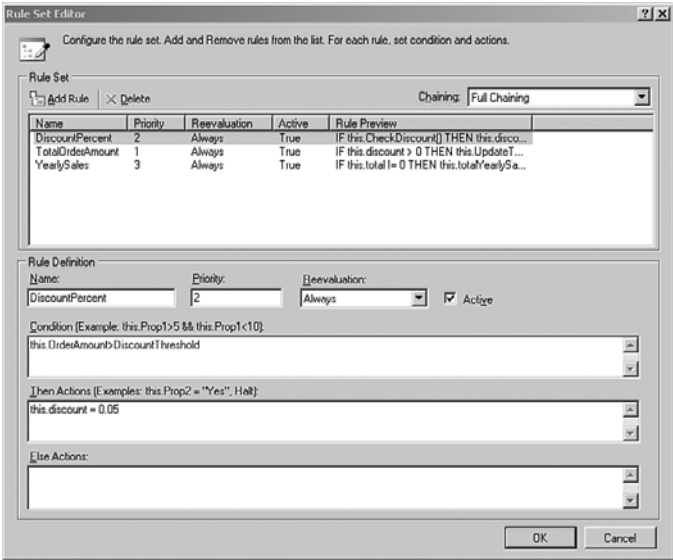 Rule Set Editor
Configure the rule set. Add and Remove rules from the list. For each rule, set condition and actions.
Rule Set
Add Rule Delete Chaining: Full Chaining
Name Priority Reevaluation Active Rule Preview
DiscountPercent 2 Always True IF this.CheckDiscount() THEN this.disco...
TotalOrderAmount 1 Always True IF this.discount > 0 THEN this.UpdateT...
YearlySales 3 Always True IF this.total != 0 THEN this.totalYearlySa...
Rule Definition
Name: Priority: Reevaluation:
DiscountPercent 2 Always Active
Condition (Example: this.Prop1>5 && this.Prop1<10):
this.OrderAmount>DiscountThreshold
Then Actions (Examples: this.Prop2 = "Yes", Halt):
this.discount = 0.05
Else Actions:
OK Cancel